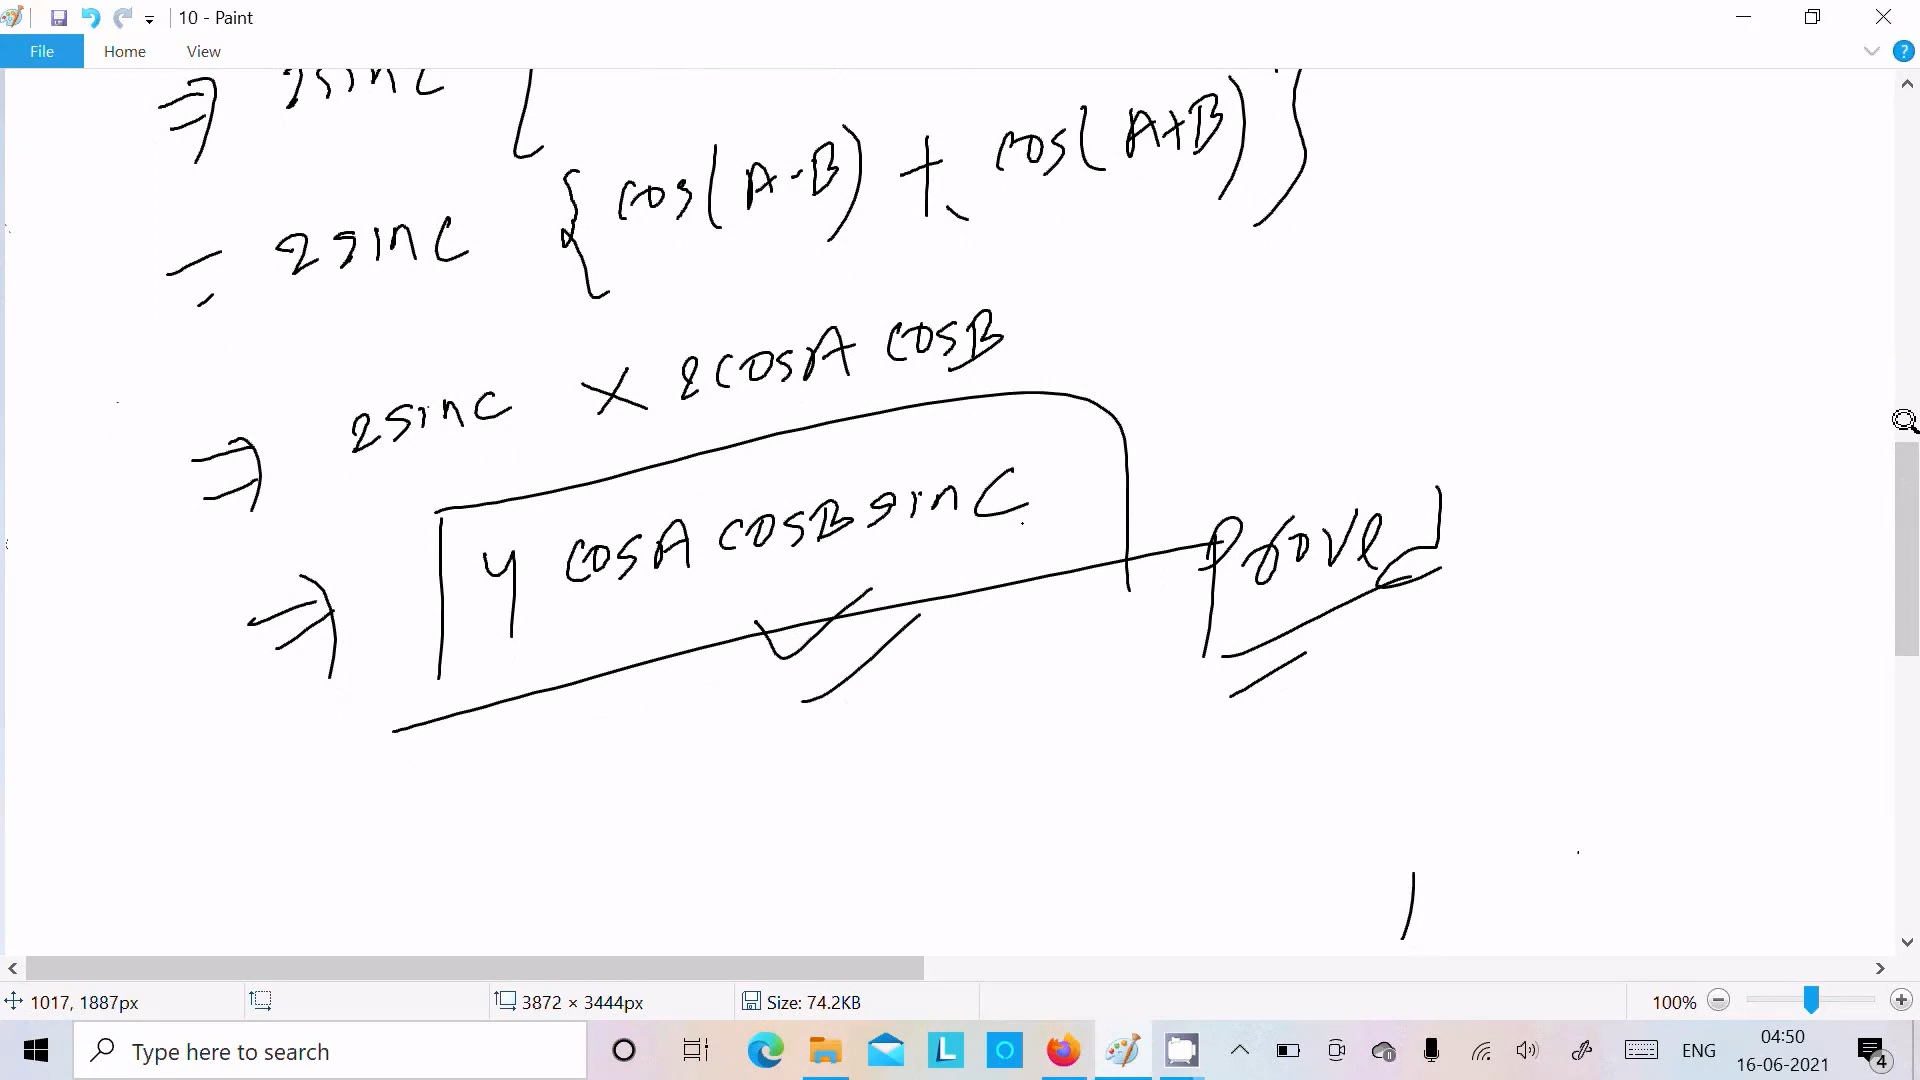 10 - Paint
File Home View
⇒ 2sinC {
= 2sinC { cos(A-B) + cos(A+B) }
⇒ 2sinC × 2cosA cosB
⇒ 4 cosA cosB sinC Proved
1017, 1887px 3872 × 3444px Size: 74.2KB 100%
Type here to search L O ENG 04:50
16-06-2021 4